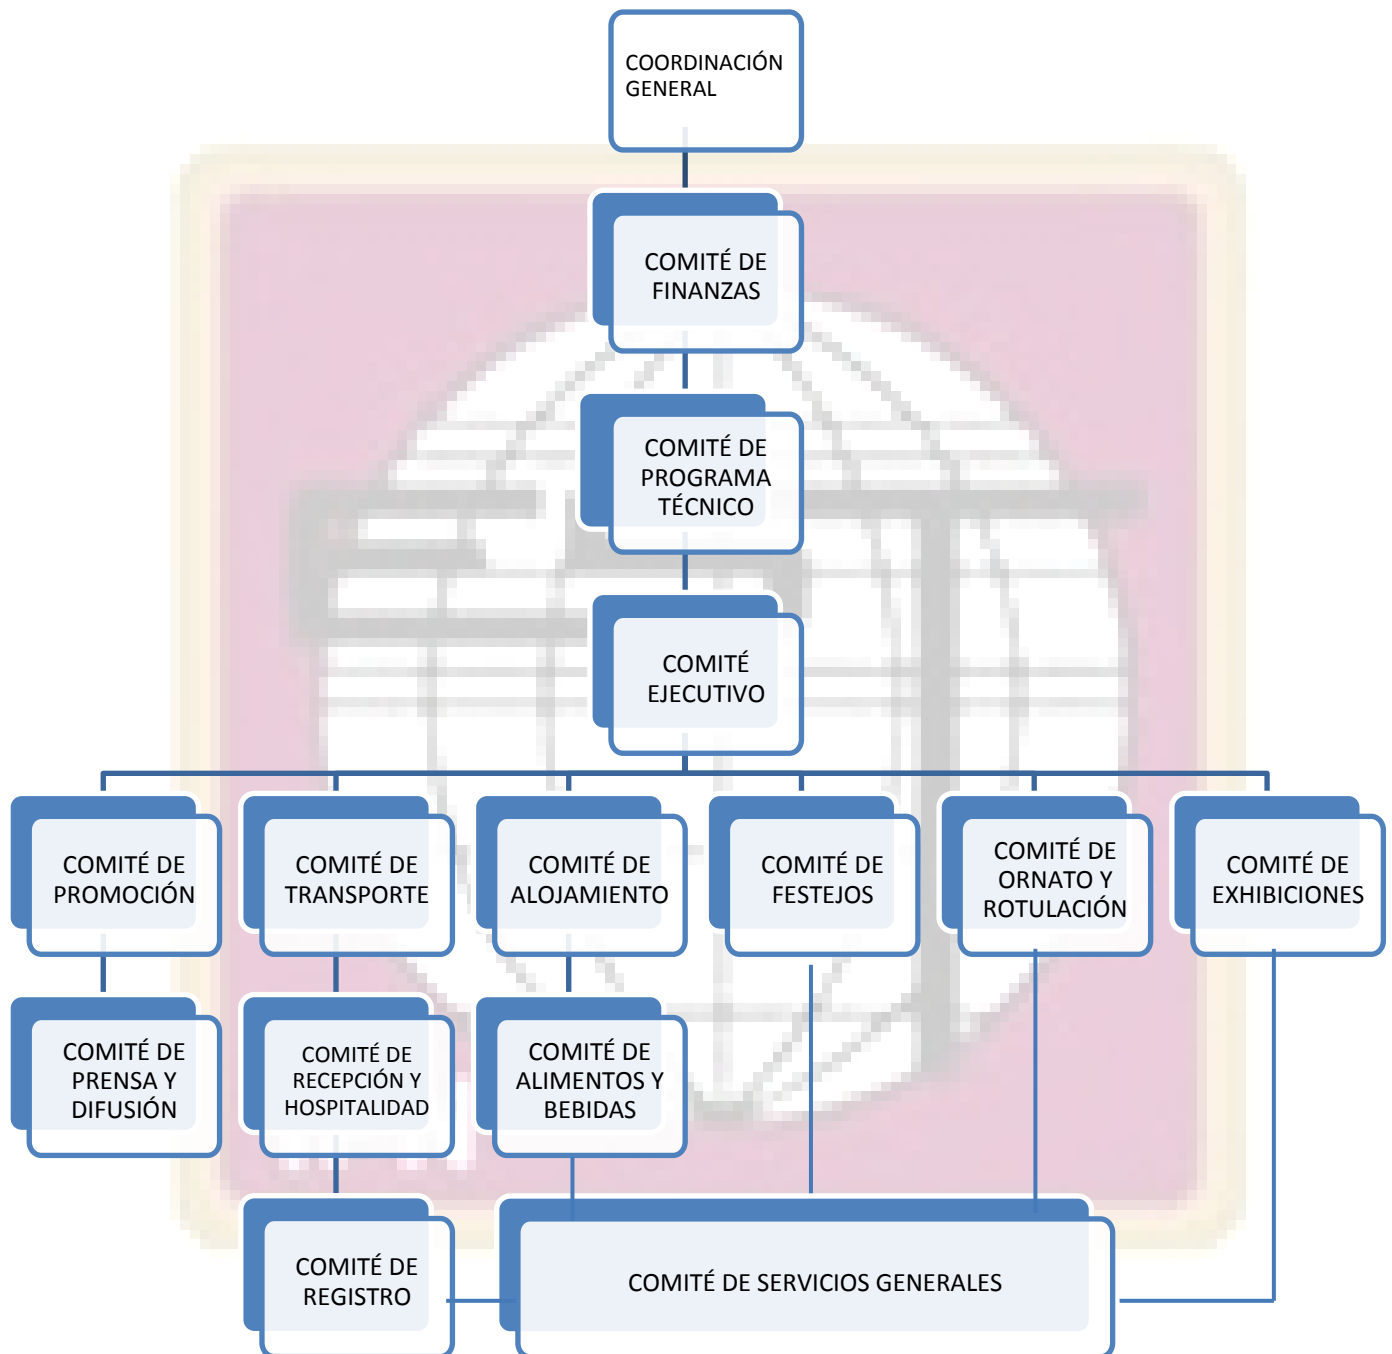 COORDINACIÓN
GENERAL
COMITÉ DE
FINANZAS
COMITÉ DE
PROGRAMA
TÉCNICO
COMITÉ
EJECUTIVO
COMITÉ DE
PROMOCIÓN
COMITÉ DE
TRANSPORTE
COMITÉ DE
ALOJAMIENTO
COMITÉ DE
FESTEJOS
COMITÉ DE
ORNATO Y
ROTULACIÓN
COMITÉ DE
EXHIBICIONES
COMITÉ DE
PRENSA Y
DIFUSIÓN
COMITÉ DE
RECEPCIÓN Y
HOSPITALIDAD
COMITÉ DE
ALIMENTOS Y
BEBIDAS
COMITÉ DE
REGISTRO
COMITÉ DE SERVICIOS GENERALES